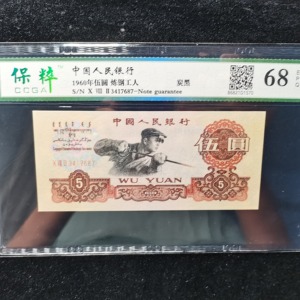 保粹
CCGA
中国人民银行
1960年伍圆 炼钢工人 炭黑
S/N X III II 3417687-Note guarantee
68
EPQ
中国人民银行
伍圆
5
WU YUAN
5